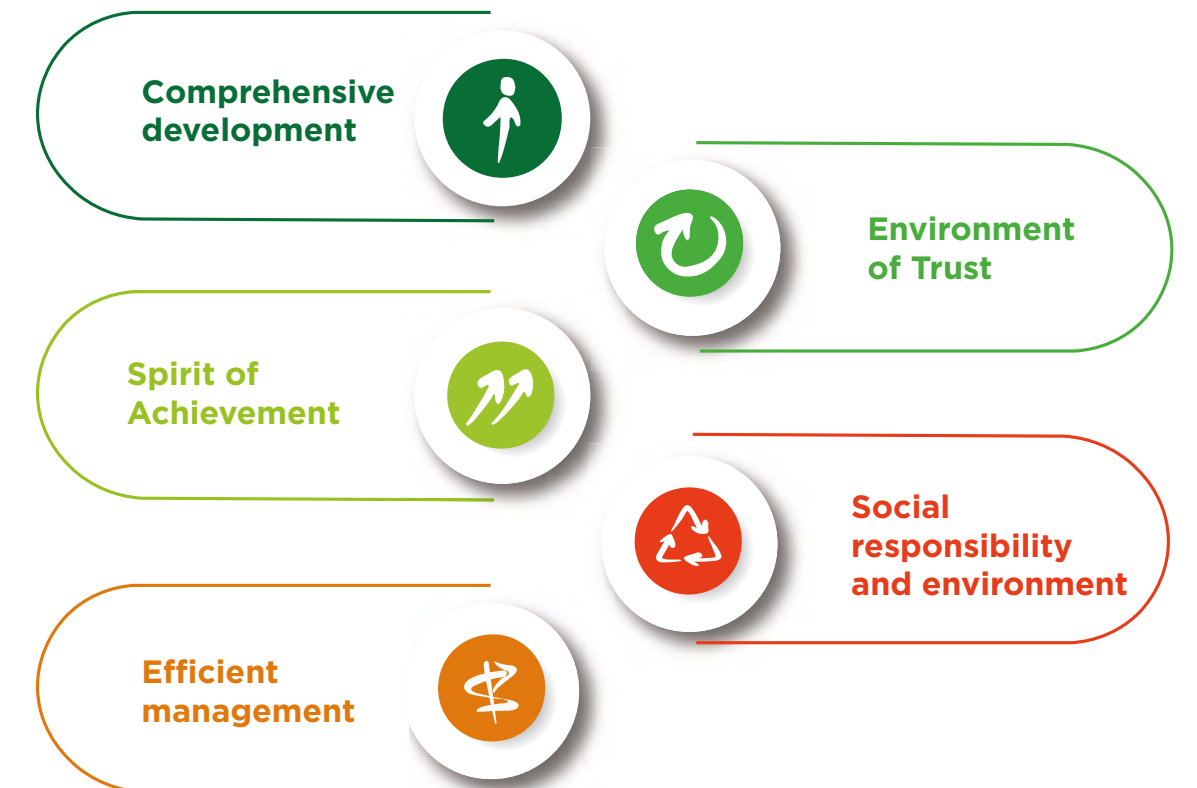 Comprehensive
development
Environment
of Trust
Spirit of
Achievement
Social
responsibility
and environment
Efficient
management